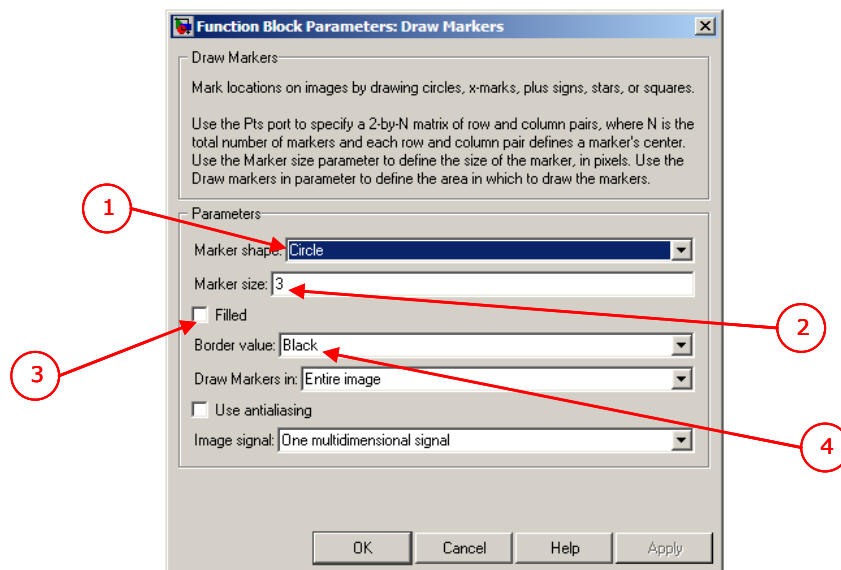 Function Block Parameters: Draw Markers
Draw Markers
Mark locations on images by drawing circles, x-marks, plus signs, stars, or squares.
Use the Pts port to specify a 2-by-N matrix of row and column pairs, where N is the
total number of markers and each row and column pair defines a marker's center.
Use the Marker size parameter to define the size of the marker, in pixels. Use the
Draw markers in parameter to define the area in which to draw the markers.
1
Parameters
Marker shape: Circle
Marker size: 3
Filled
2
Border value: Black
3
Draw Markers in: Entire image
Use antialiasing
Image signal: One multidimensional signal
4
OK Cancel Help Apply